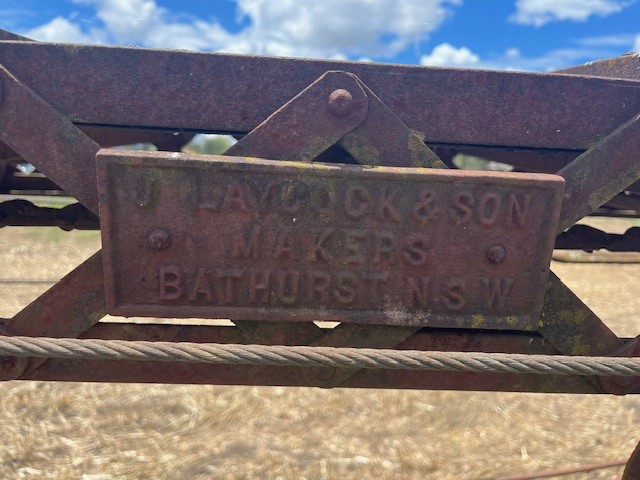 J LAYCOCK & SON
MAKERS
BATHURST N.S.W